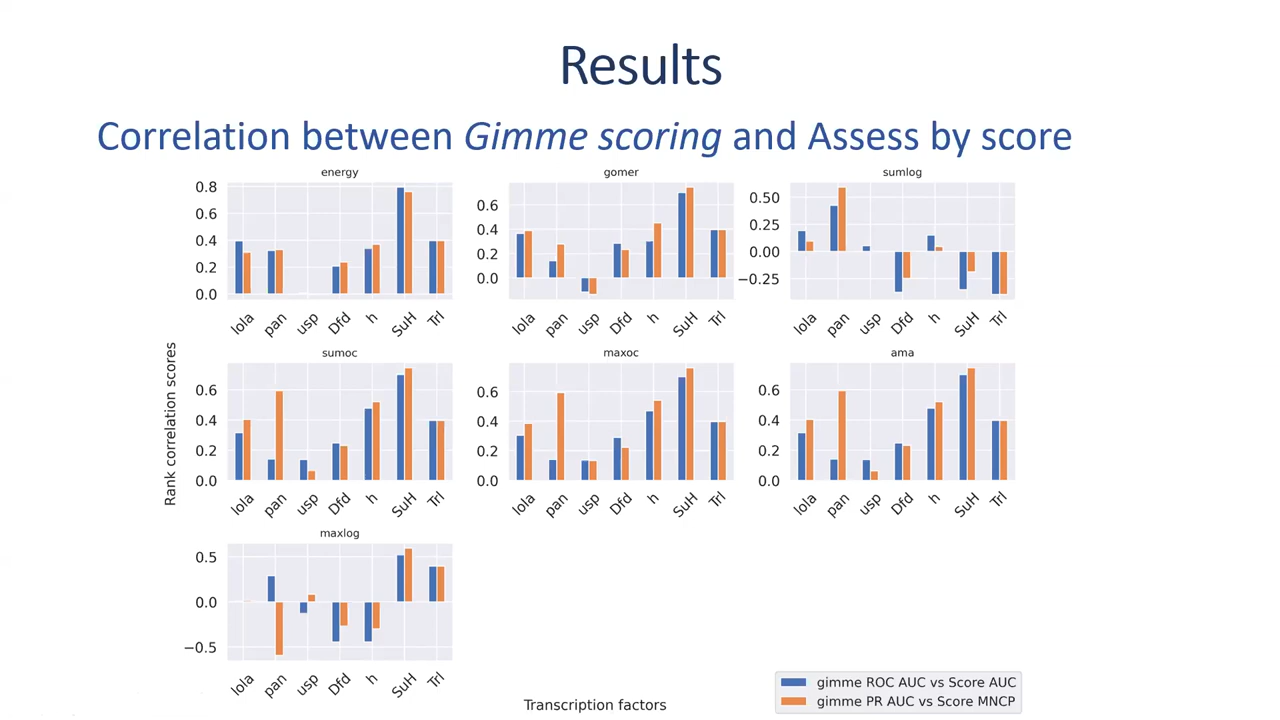 Results
Correlation between Gimme scoring and Assess by score
energy
gomer
sumlog
0.8
0.6
0.4
0.2
0.0
0.6
0.4
0.2
0.0
0.50
0.25
0.00
−0.25
lola pan usp Dfd h SuH Trl
lola pan usp Dfd h SuH Trl
lola pan usp Dfd h SuH Trl
Rank correlation scores
sumoc
maxoc
ama
0.6
0.4
0.2
0.0
0.6
0.4
0.2
0.0
0.6
0.4
0.2
0.0
lola pan usp Dfd h SuH Trl
lola pan usp Dfd h SuH Trl
lola pan usp Dfd h SuH Trl
maxlog
0.5
0.0
−0.5
lola pan usp Dfd h SuH Trl
Transcription factors
gimme ROC AUC vs Score AUC
gimme PR AUC vs Score MNCP